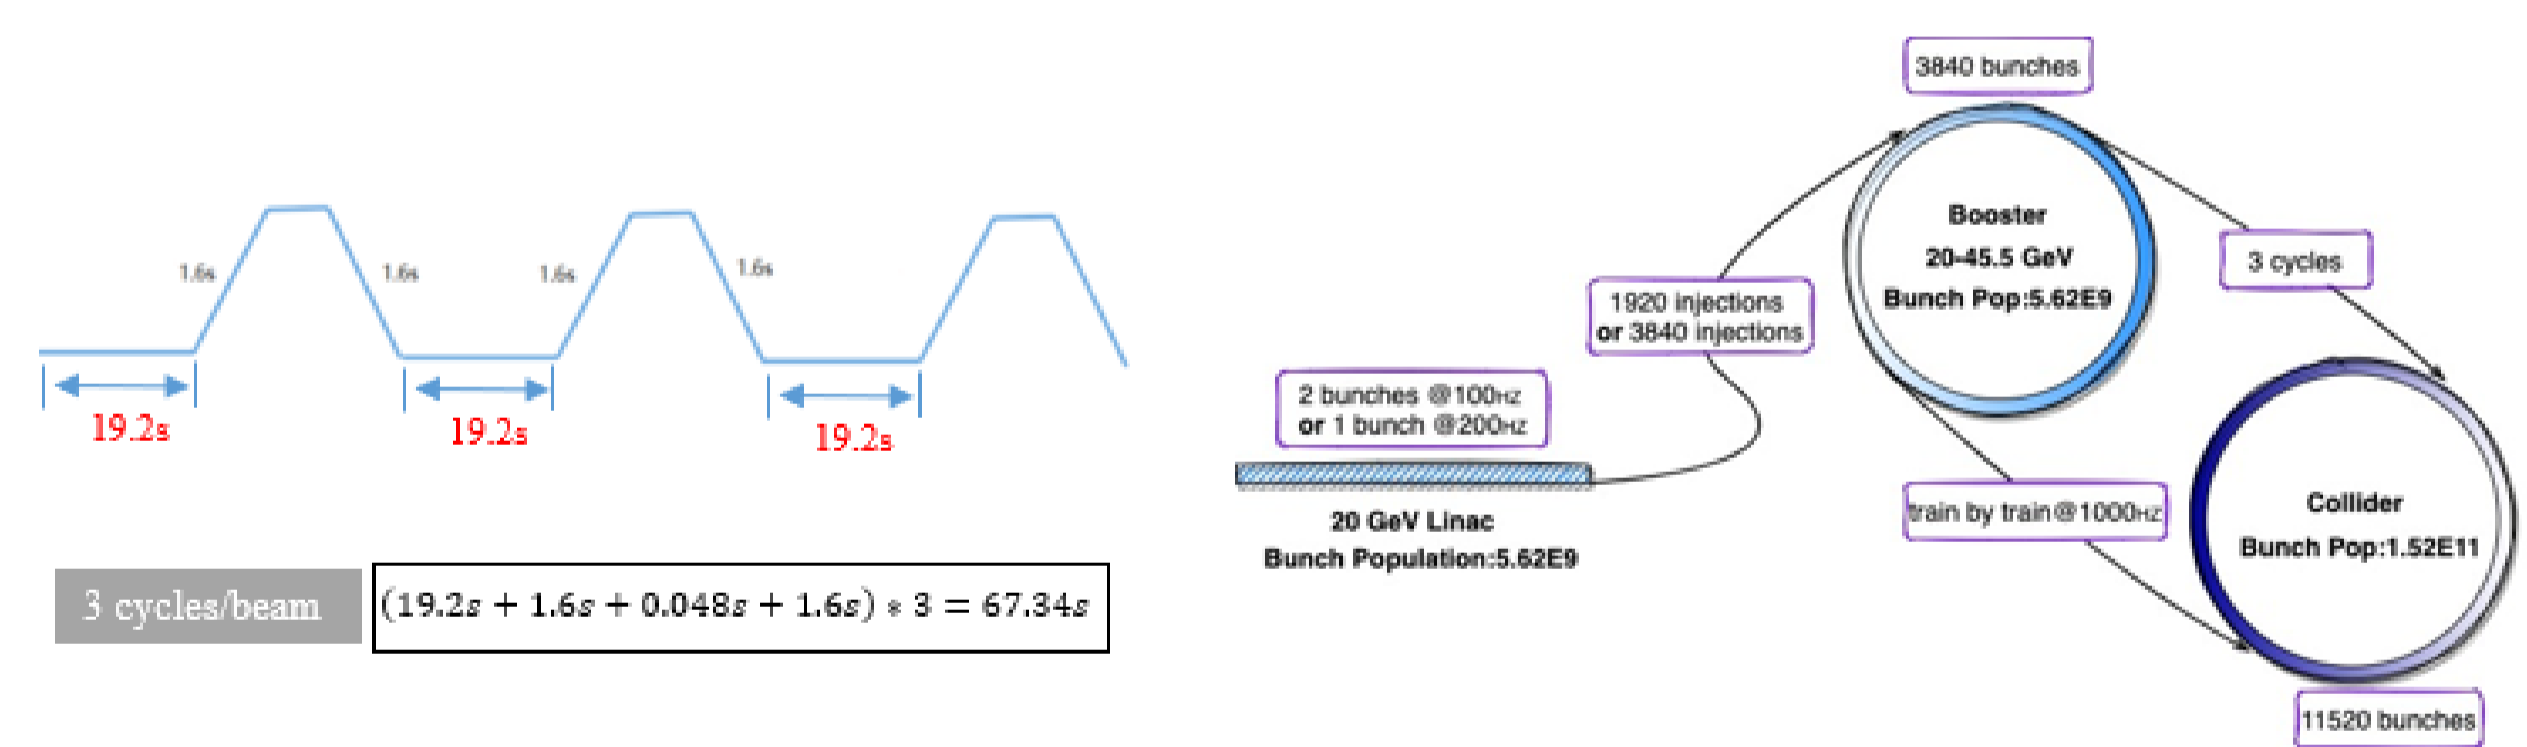 1.6s
1.6s
1.6s
1.6s
19.2s
19.2s
19.2s
3 cycles/beam
(19.2s + 1.6s + 0.048s + 1.6s) * 3 = 67.34s
3840 bunches
Booster
20-45.5 GeV
Bunch Pop:5.62E9
3 cycles
1920 injections
or 3840 injections
2 bunches @100HZ
or 1 bunch @200HZ
20 GeV Linac
Bunch Population:5.62E9
train by train@1000HZ
Collider
Bunch Pop:1.52E11
11520 bunches